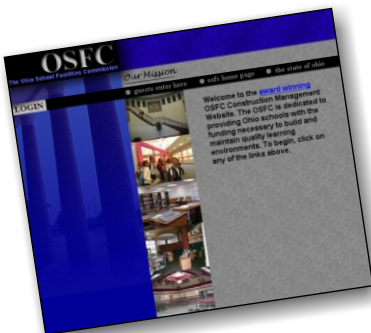 OSFC
The Ohio School Facilities Commission
Our Mission
guests enter here
osfc home page
the state of ohio
LOGIN
Welcome to the award winning
OSFC Construction Management
Website. The OSFC is dedicated to
providing Ohio schools with the
funding necessary to build and
maintain quality learning
environments. To begin, click on
any of the links above.